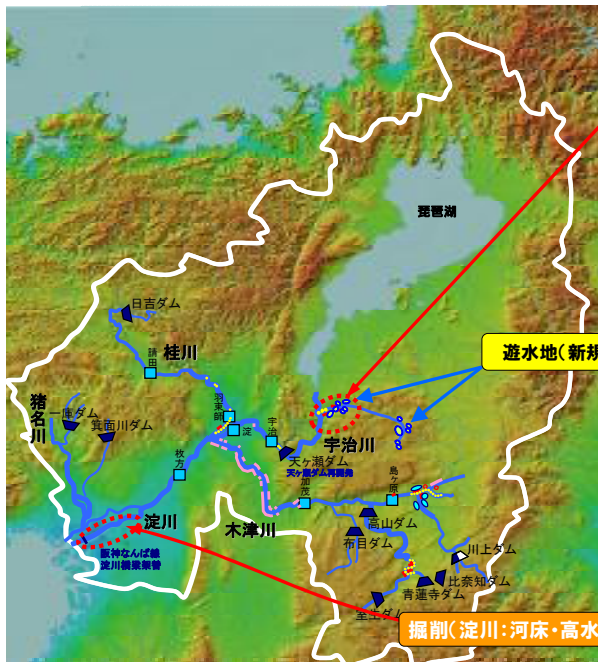 琵琶湖
日吉ダム
請田
桂川
遊水地(新規
猪名川
一庫ダム
箕面川ダム
羽束師
淀
宇治
宇治川
枚方
天ヶ瀬ダム
天ヶ瀬ダム再開発
加茂
島ヶ原
淀川
木津川
高山ダム
布目ダム
阪神なんば線
淀川橋梁架替
川上ダム
比奈知ダム
青蓮寺ダム
室生ダム
掘削(淀川:河床・高水